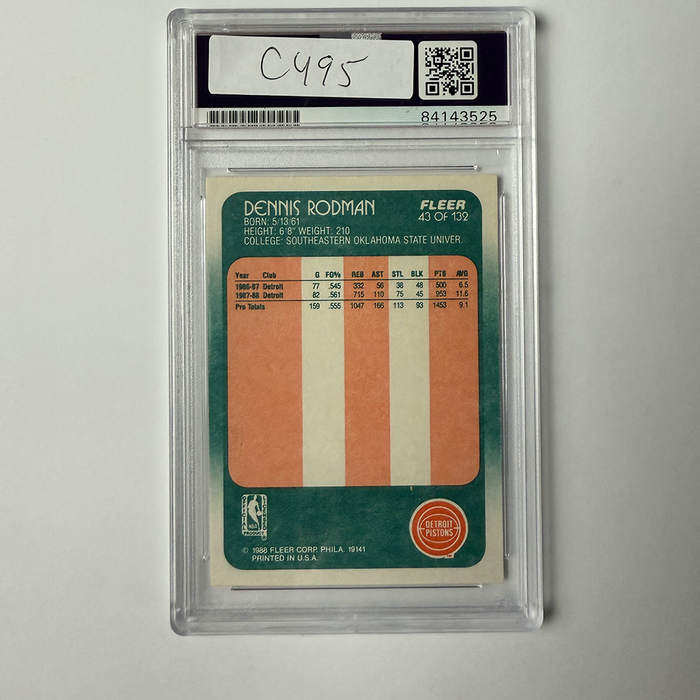 C495
84143525
DENNIS RODMAN
FLEER
43 OF 132
BORN: 5/13/61
HEIGHT: 6'8" WEIGHT: 210
COLLEGE: SOUTHEASTERN OKLAHOMA STATE UNIVER.
Year Club G FG% REB AST STL BLK PTS AVG
1986-87 Detroit 77 .545 332 56 38 48 500 6.5
1987-88 Detroit 82 .561 715 110 75 45 953 11.6
Pro Totals 159 .555 1047 166 113 93 1453 9.1
NBA
DETROIT
PISTONS
© 1988 FLEER CORP. PHILA. 19141
PRINTED IN U.S.A.